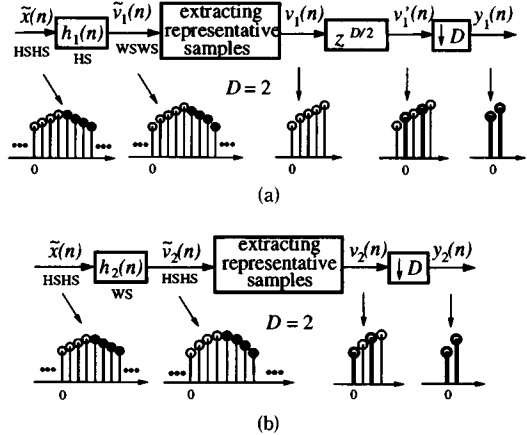 x̃(n) h₁(n) ṽ₁(n) extracting representative samples v₁(n) z^{D/2} v₁'(n) ↓D y₁(n)
HSHS HS WSWS
D = 2
••• ••• ••• •••
0 0 0 0 0
(a)
x̃(n) h₂(n) ṽ₂(n) extracting representative samples v₂(n) ↓D y₂(n)
HSHS WS HSHS
D = 2
••• ••• ••• •••
0 0 0 0
(b)